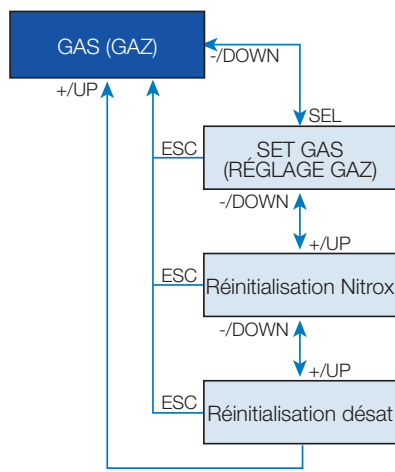 GAS (GAZ)
-/DOWN
+/UP
SEL
ESC
SET GAS
(RÉGLAGE GAZ)
-/DOWN
+/UP
ESC
Réinitialisation Nitrox
-/DOWN
+/UP
ESC
Réinitialisation désat